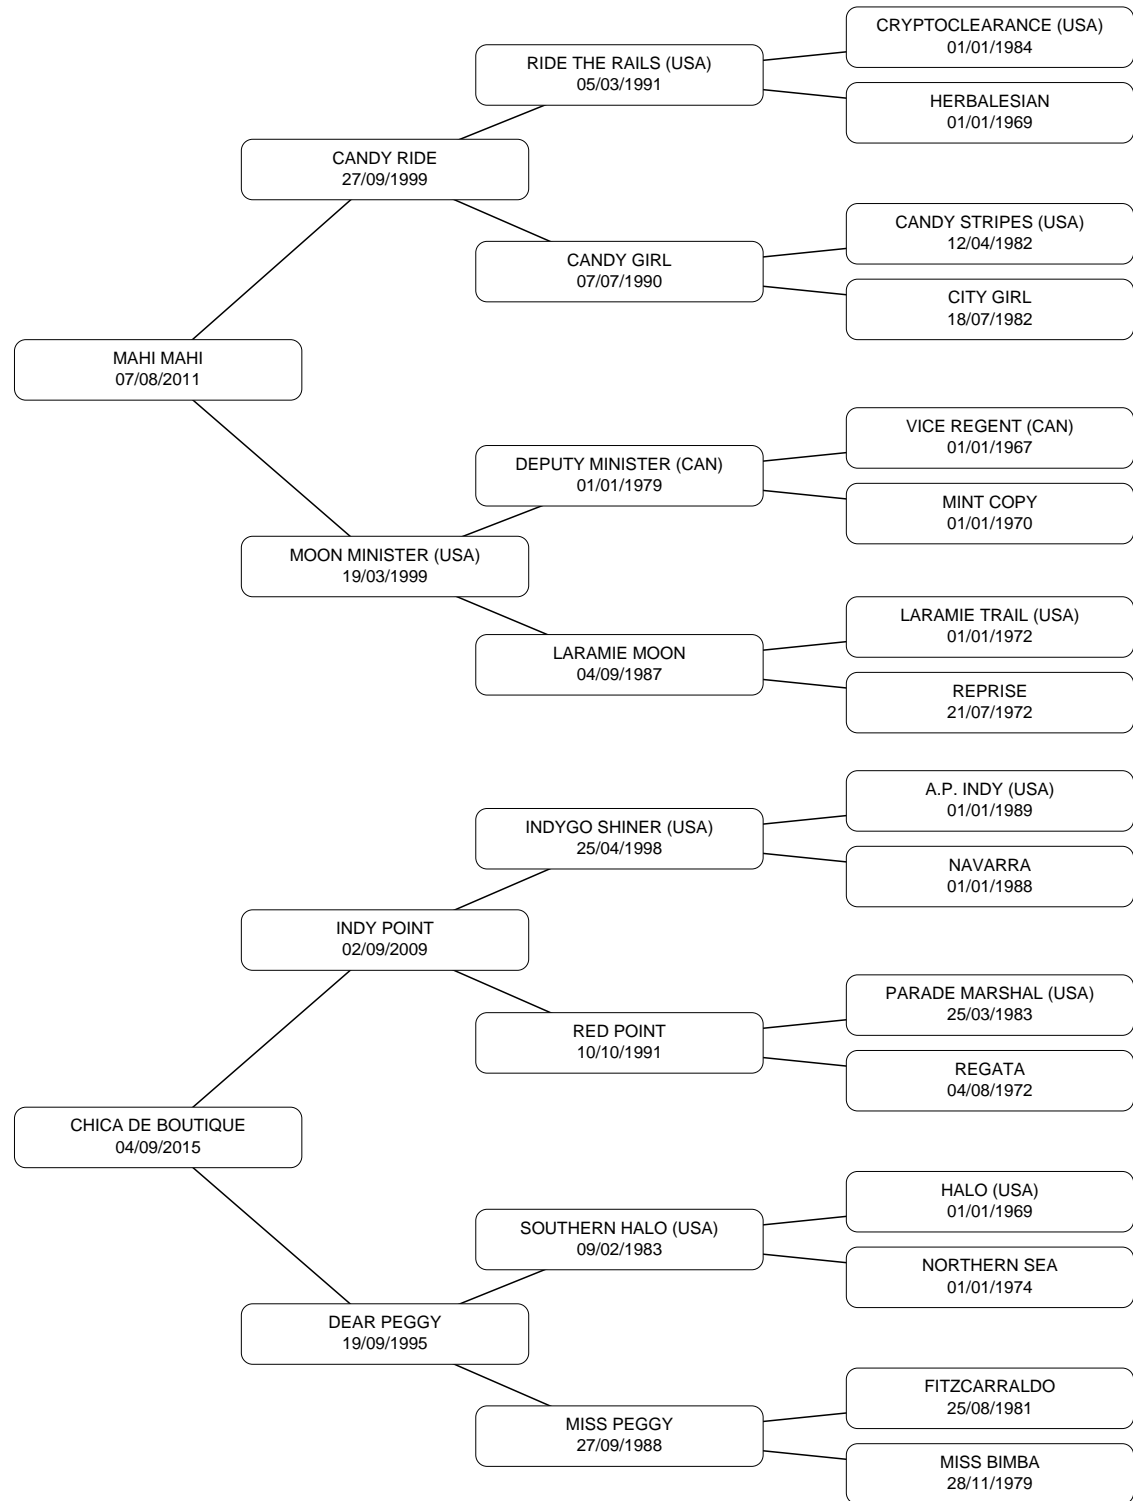 CRYPTOCLEARANCE (USA)
01/01/1984
RIDE THE RAILS (USA)
05/03/1991
HERBALESIAN
01/01/1969
CANDY RIDE
27/09/1999
CANDY STRIPES (USA)
12/04/1982
CANDY GIRL
07/07/1990
CITY GIRL
18/07/1982
MAHI MAHI
07/08/2011
VICE REGENT (CAN)
01/01/1967
DEPUTY MINISTER (CAN)
01/01/1979
MINT COPY
01/01/1970
MOON MINISTER (USA)
19/03/1999
LARAMIE TRAIL (USA)
01/01/1972
LARAMIE MOON
04/09/1987
REPRISE
21/07/1972
A.P. INDY (USA)
01/01/1989
INDYGO SHINER (USA)
25/04/1998
NAVARRA
01/01/1988
INDY POINT
02/09/2009
PARADE MARSHAL (USA)
25/03/1983
RED POINT
10/10/1991
REGATA
04/08/1972
CHICA DE BOUTIQUE
04/09/2015
HALO (USA)
01/01/1969
SOUTHERN HALO (USA)
09/02/1983
NORTHERN SEA
01/01/1974
DEAR PEGGY
19/09/1995
FITZCARRALDO
25/08/1981
MISS PEGGY
27/09/1988
MISS BIMBA
28/11/1979